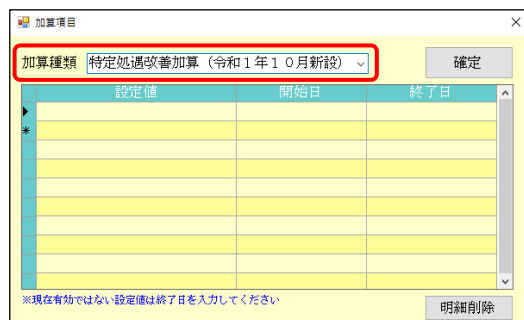 加算項目
加算種類 特定処遇改善加算（令和１年１０月新設） 確定
設定値 開始日 終了日
※現在有効ではない設定値は終了日を入力してください
明細削除